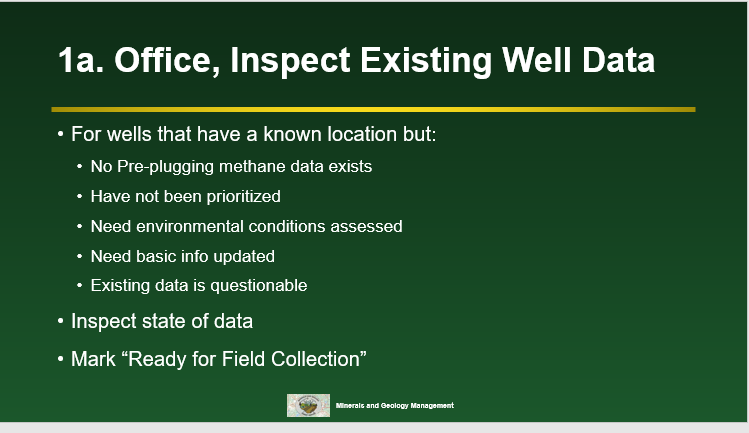 1a. Office, Inspect Existing Well Data
• For wells that have a known location but:
• No Pre-plugging methane data exists
• Have not been prioritized
• Need environmental conditions assessed
• Need basic info updated
• Existing data is questionable
• Inspect state of data
• Mark “Ready for Field Collection”
Minerals and Geology Management